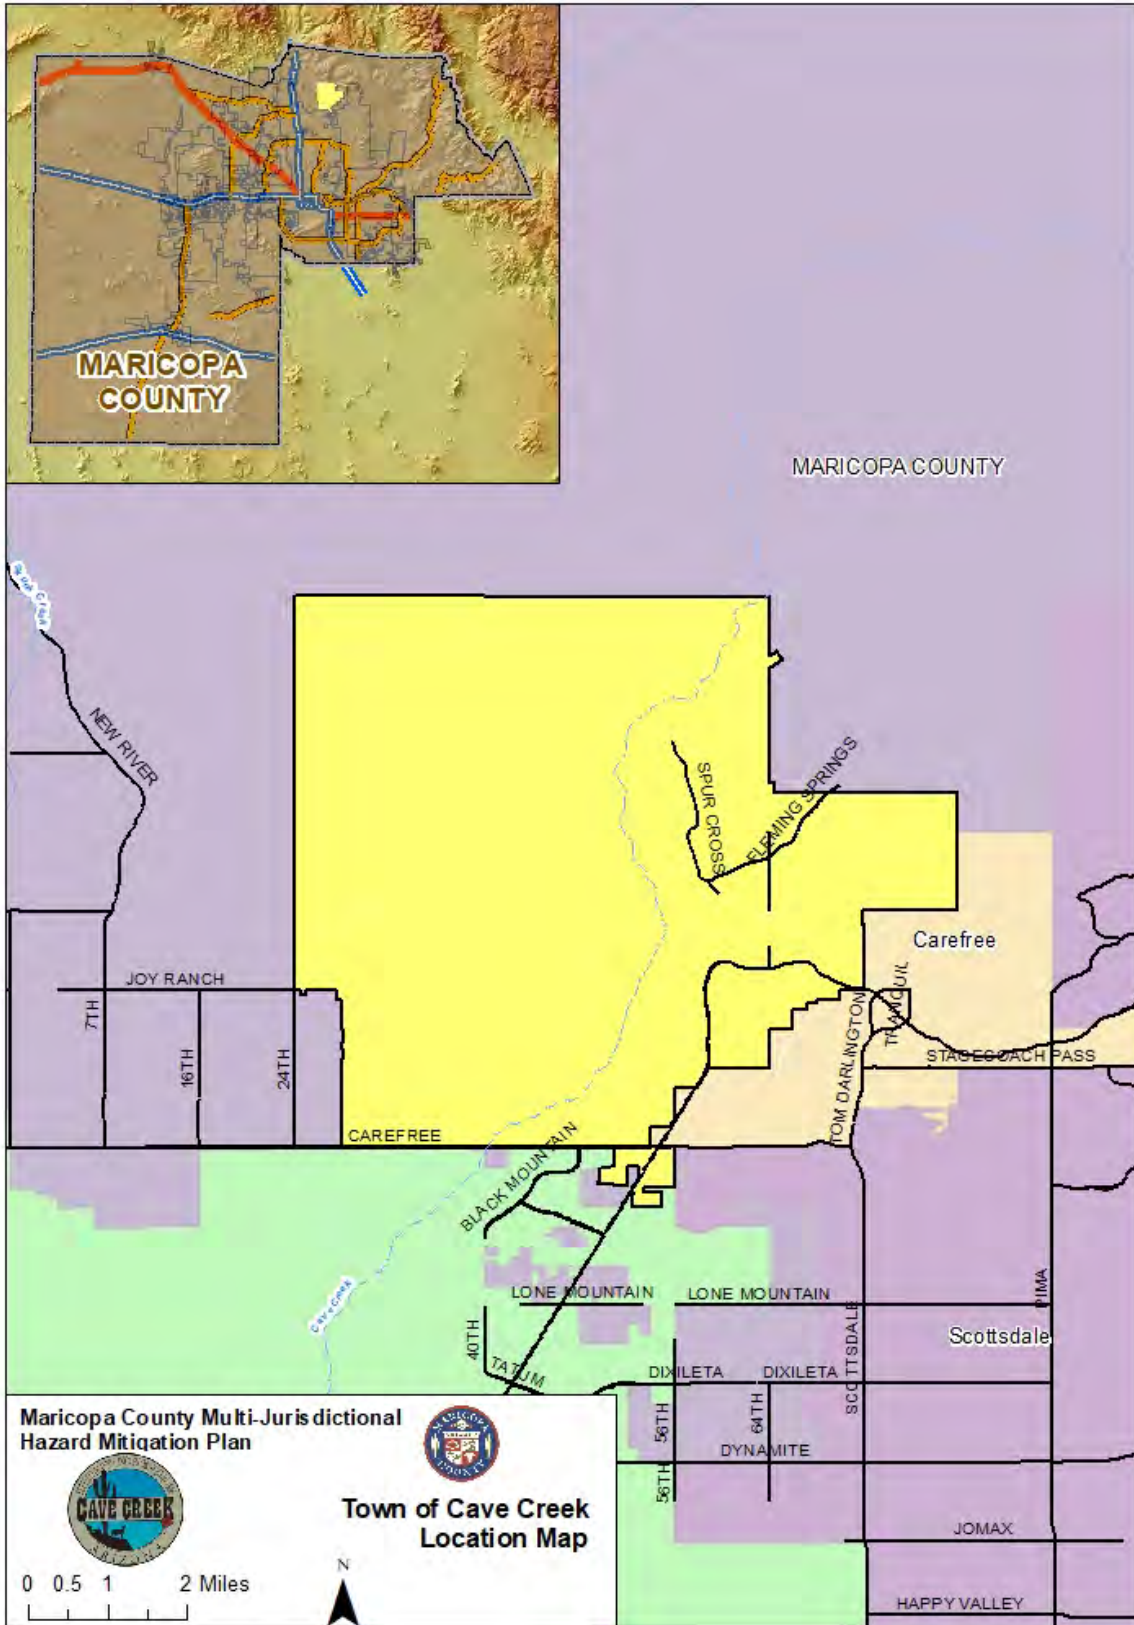 MARICOPA
COUNTY
MARICOPA COUNTY
NEW RIVER
SPUR CROSS
FLEMING SPRINGS
Carefree
JOY RANCH
7TH
16TH
24TH
TOM DARLINGTON
TRANQUIL
STAGECOACH PASS
CAREFREE
BLACK MOUNTAIN
Cave Creek
LONE MOUNTAIN
LONE MOUNTAIN
PIMA
Scottsdale
SCOTTSDALE
40TH
TATUM
DIXILETA
DIXILETA
56TH
64TH
DYNAMITE
56TH
JOMAX
HAPPY VALLEY
Maricopa County Multi-Jurisdictional
Hazard Mitigation Plan
MARICOPA
COUNTY
CAVE CREEK
ARIZONA
Town of Cave Creek
Location Map
N
0 0.5 1 2 Miles